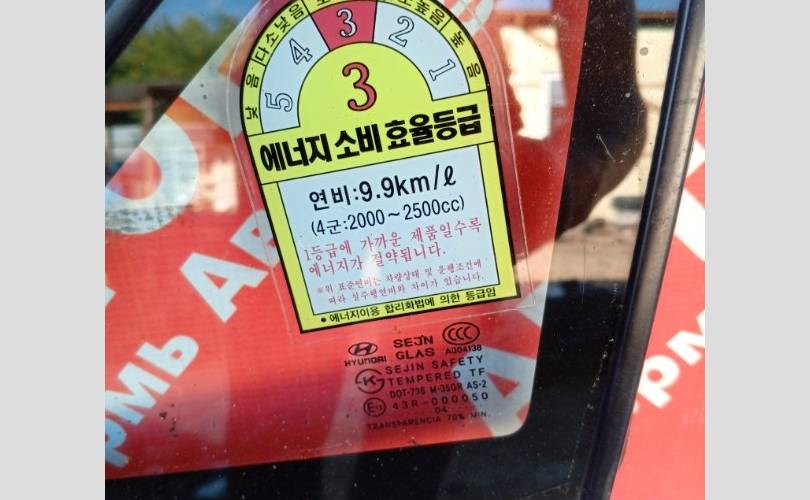 낮음 다소낮음 보 다소높음 높음
5 4 3 2 1
3
에너지 소비 효율등급
연비:9.9km/ℓ
(4군:2000~2500cc)
1등급에 가까운 제품일수록
에너지가 절약됩니다.
※위 표준연비는 차량상태 및 운행조건에
따라 실주행연비와 차이가 있습니다.
• 에너지이용 합리화법에 의한 등급임
HYUNDAI
SEJIN
GLAS
CCC
A004138
SEJIN SAFETY
TEMPERED TF
DOT-736 M-35GR AS-2
43R-000050
04
TRANSPARENCIA 70% MIN.